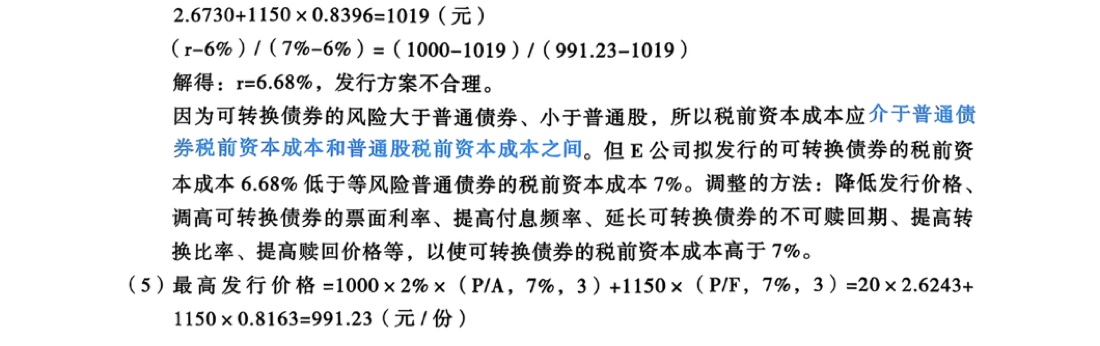 2.6730+1150×0.8396=1019（元）
（r-6%）/（7%-6%）=（1000-1019）/（991.23-1019）
解得：r=6.68%，发行方案不合理。
因为可转换债券的风险大于普通债券、小于普通股，所以税前资本成本应介于普通债
券税前资本成本和普通股税前资本成本之间。但 E 公司拟发行的可转换债券的税前资
本成本 6.68% 低于等风险普通债券的税前资本成本 7%。调整的方法：降低发行价格、
调高可转换债券的票面利率、提高付息频率、延长可转换债券的不可赎回期、提高转
换比率、提高赎回价格等，以使可转换债券的税前资本成本高于 7%。
（5）最高发行价格 =1000×2%×（P/A，7%，3）+1150×（P/F，7%，3）=20×2.6243+
1150×0.8163=991.23（元 / 份）